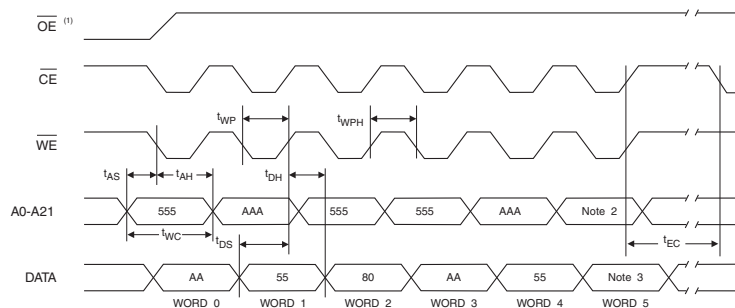 OE (1)
CE
tWP tWPH
WE
tAS tAH tDH
A0-A21 555 AAA 555 555 AAA Note 2
tWC tDS tEC
DATA AA 55 80 AA 55 Note 3
WORD 0 WORD 1 WORD 2 WORD 3 WORD 4 WORD 5